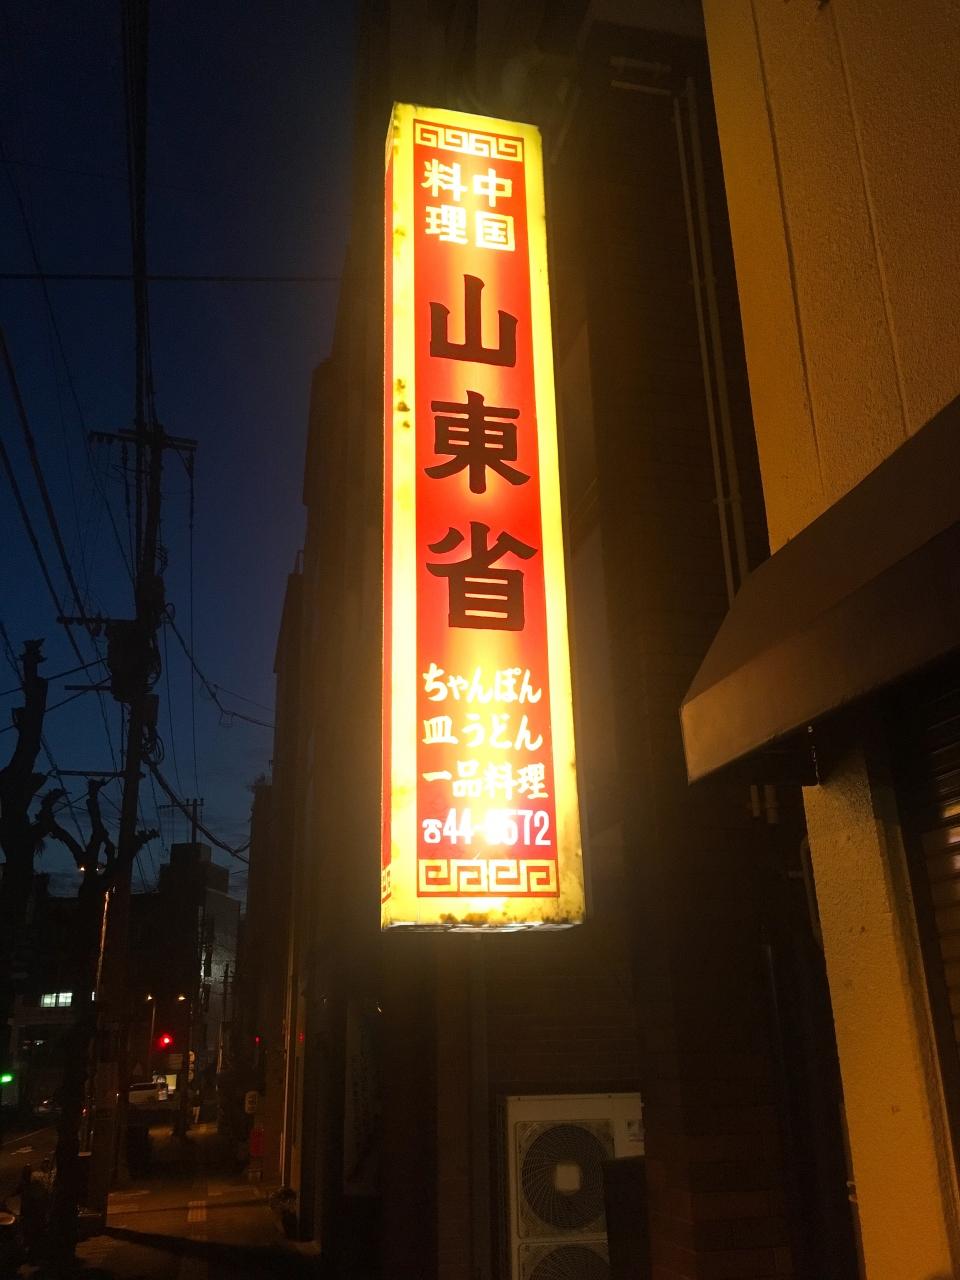 中国
料理
山東省
ちゃんぽん
皿うどん
一品料理